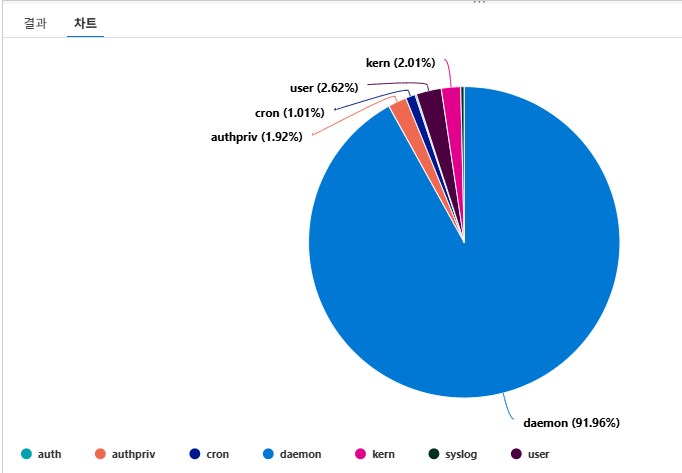 결과 차트
kern (2.01%)
user (2.62%)
cron (1.01%)
authpriv (1.92%)
daemon (91.96%)
auth authpriv cron daemon kern syslog user